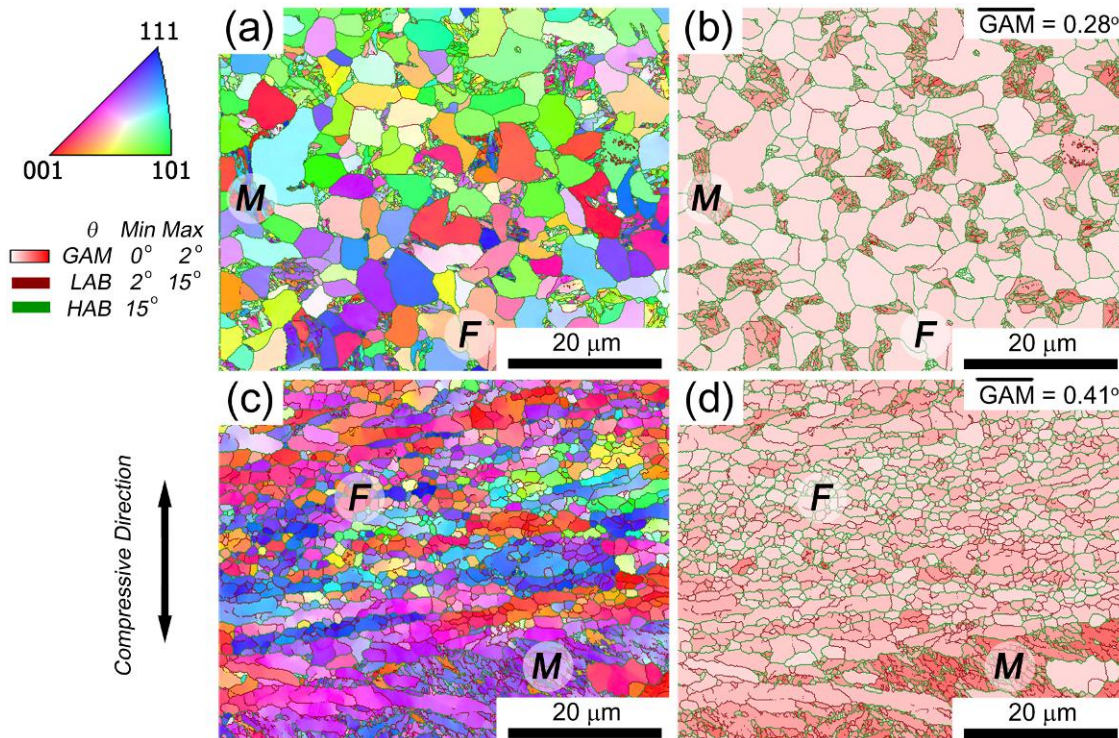 111
001
101
θ Min Max
GAM 0° 2°
LAB 2° 15°
HAB 15°
Compressive Direction
(a)
M
F
20 μm
(b)
GAM = 0.28°
M
F
20 μm
(c)
F
M
20 μm
(d)
GAM = 0.41°
F
M
20 μm